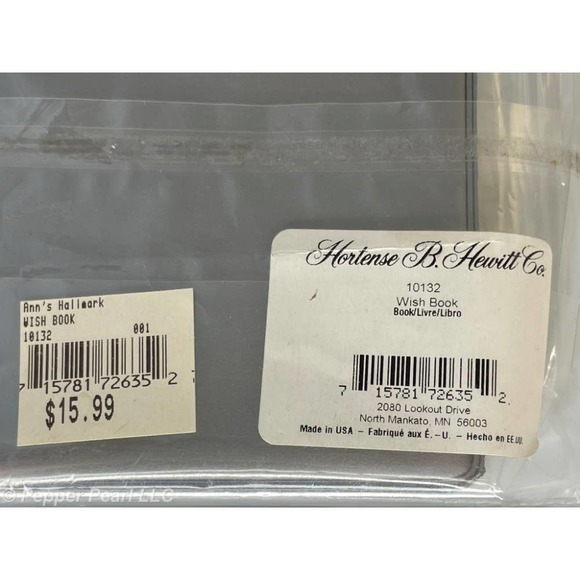 Ann's Hallmark
WISH BOOK
10132 001
7 15781 72635 2
$15.99
Hortense B. Hewitt Co.
10132
Wish Book
Book/Livre/Libro
7 15781 72635 2
2080 Lookout Drive
North Mankato, MN 56003
Made in USA – Fabriqué aux É.–U. – Hecho en EE.UU.
© Pepper Pearl LLC